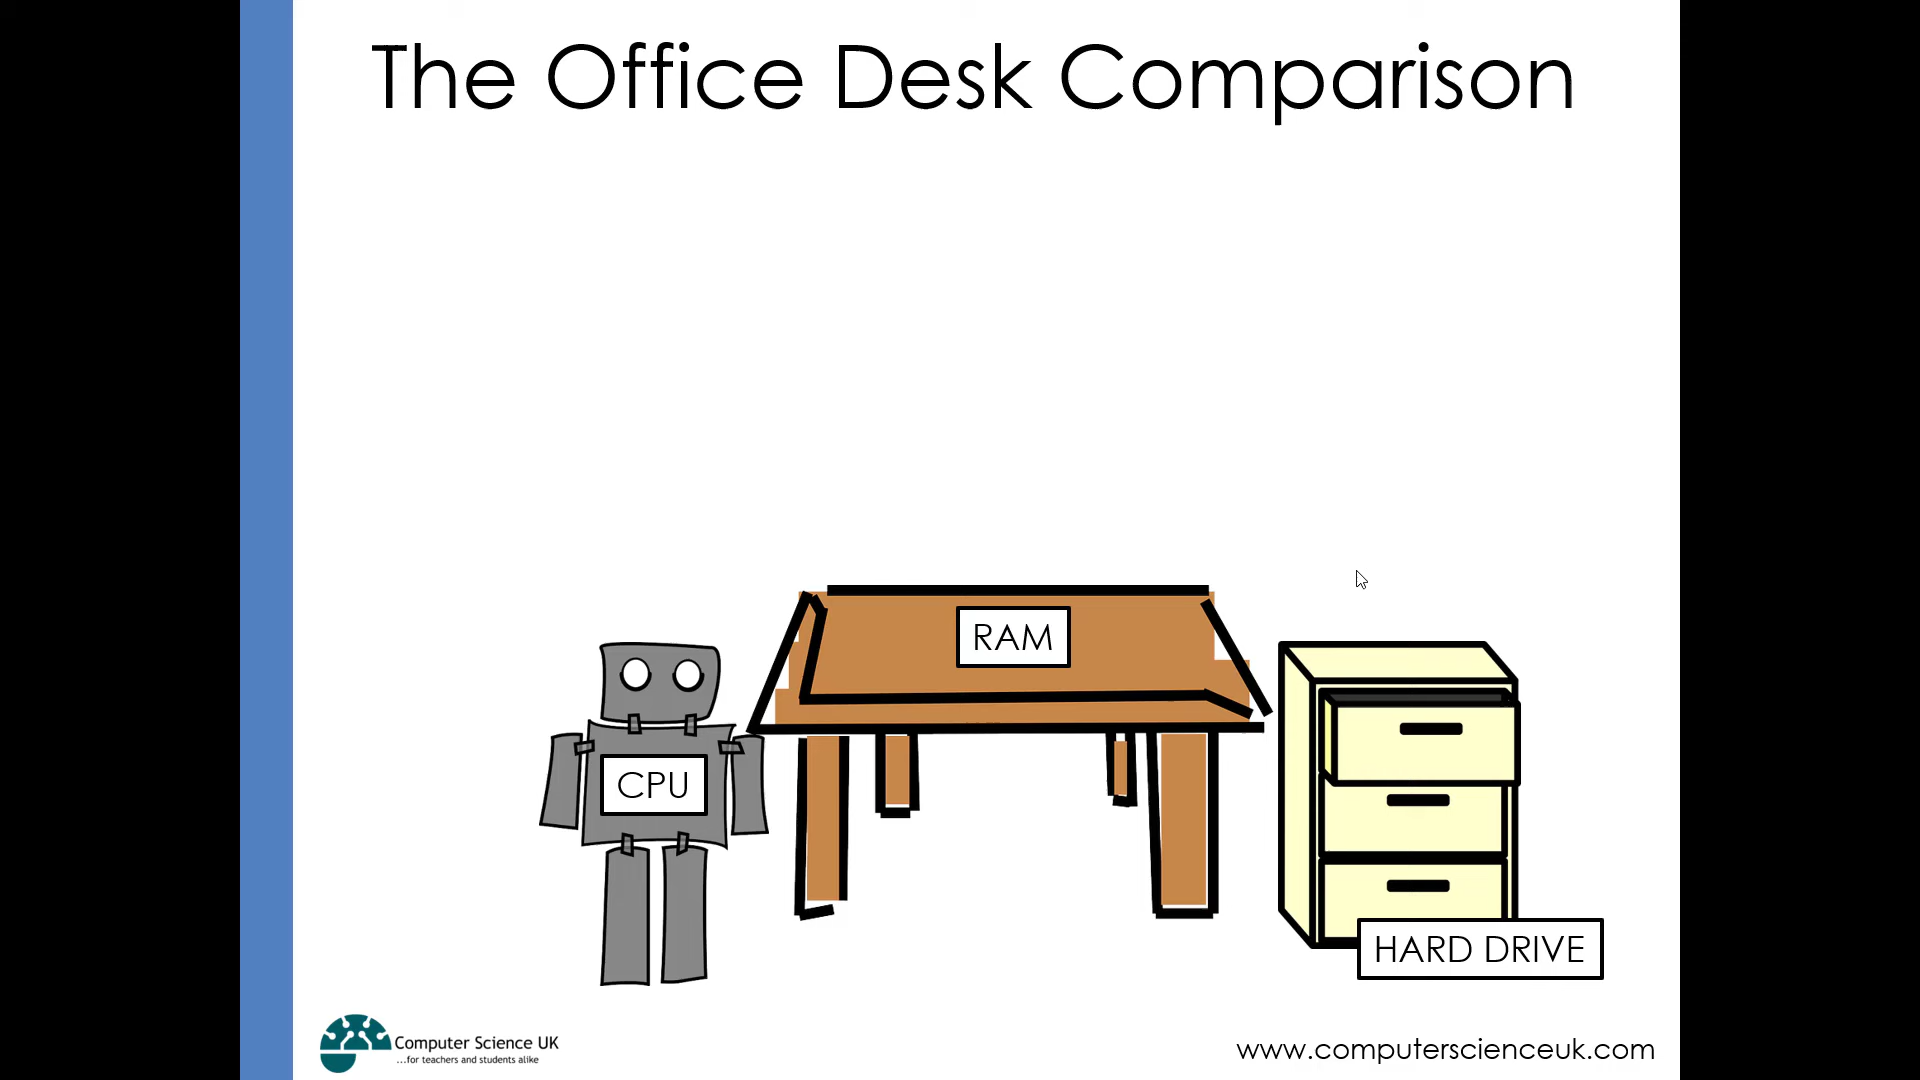 The Office Desk Comparison
RAM
CPU
HARD DRIVE
Computer Science UK
...for teachers and students alike
www.computerscienceuk.com